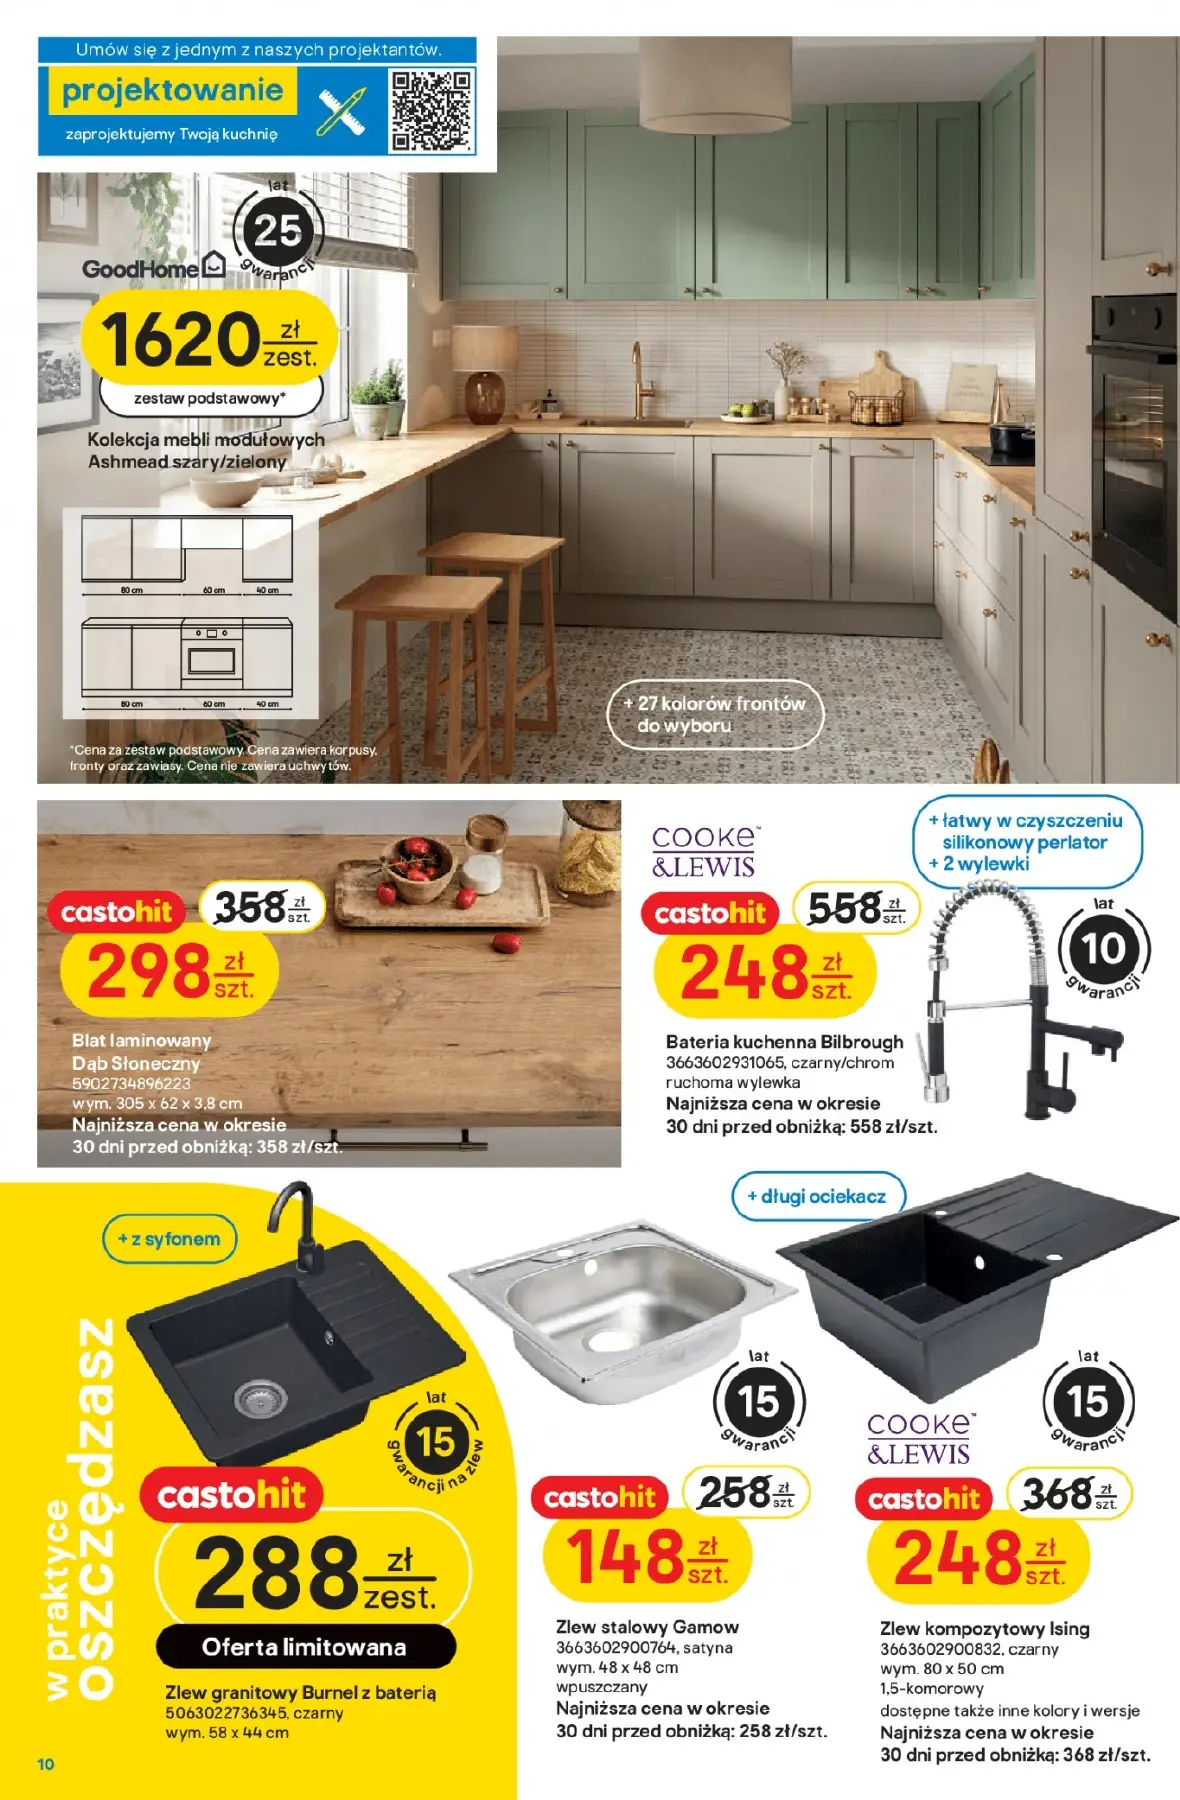 Umów się z jednym z naszych projektantów.
projektowanie
zaprojektujemy Twoją kuchnię
lat
25
gwarancji
GoodHome
1620 zł
zest.
zestaw podstawowy*
Kolekcja mebli modułowych
Ashmead szary/zielony
80 cm 60 cm 40 cm
80 cm 60 cm 40 cm
*Cena za zestaw podstawowy. Cena zawiera korpusy,
fronty oraz zawiasy. Cena nie zawiera uchwytów.
+ 27 kolorów frontów
do wyboru
castohit
358 zł
szt.
298 zł
szt.
Blat laminowany
Dąb Słoneczny
5902734896223
wym. 305 x 62 x 3,8 cm
Najniższa cena w okresie
30 dni przed obniżką: 358 zł/szt.
COOKe™
&LEWIS
+ łatwy w czyszczeniu
silikonowy perlator
+ 2 wylewki
castohit
558 zł
szt.
248 zł
szt.
lat
10
gwarancji
Bateria kuchenna Bilbrough
3663602931065, czarny/chrom
ruchoma wylewka
Najniższa cena w okresie
30 dni przed obniżką: 558 zł/szt.
w praktyce
oszczędzasz
+ z syfonem
lat
15
gwarancji na zlew
castohit
288 zł
zest.
Oferta limitowana
Zlew granitowy Burnel z baterią
5063022736345, czarny
wym. 58 x 44 cm
lat
15
gwarancji
castohit
258 zł
szt.
148 zł
szt.
Zlew stalowy Gamow
3663602900764, satyna
wym. 48 x 48 cm
wpuszczany
Najniższa cena w okresie
30 dni przed obniżką: 258 zł/szt.
+ długi ociekacz
lat
15
gwarancji
COOKe™
&LEWIS
castohit
368 zł
szt.
248 zł
szt.
Zlew kompozytowy Ising
3663602900832, czarny
wym. 80 x 50 cm
1,5-komorowy
dostępne także inne kolory i wersje
Najniższa cena w okresie
30 dni przed obniżką: 368 zł/szt.
10